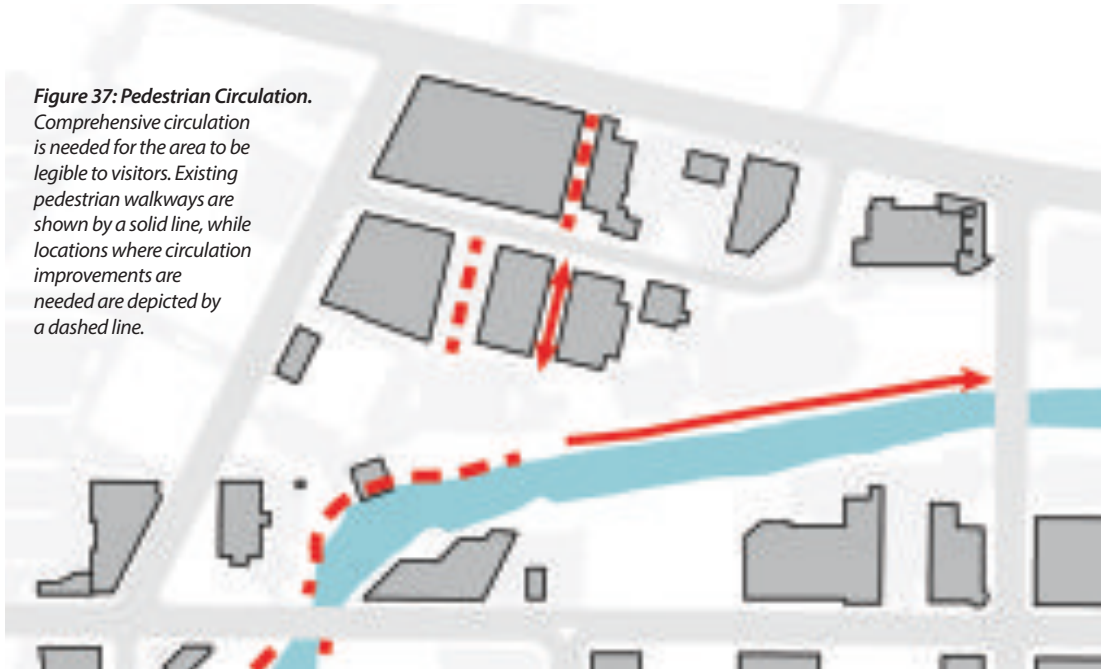 Figure 37: Pedestrian Circulation.
Comprehensive circulation
is needed for the area to be
legible to visitors. Existing
pedestrian walkways are
shown by a solid line, while
locations where circulation
improvements are
needed are depicted by
a dashed line.